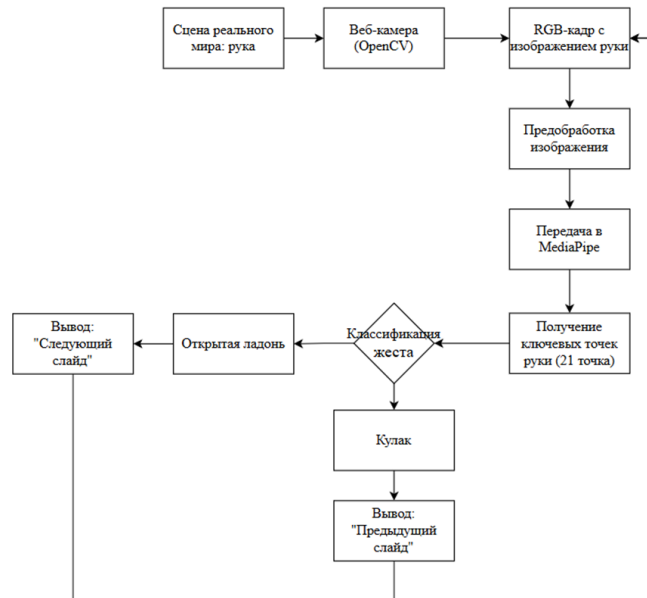 Сцена реального
мира: рука
Веб-камера
(OpenCV)
RGB-кадр с
изображением руки
Предобработка
изображения
Передача в
MediaPipe
Получение
ключевых точек
руки (21 точка)
Классификация
жеста
Открытая ладонь
Вывод:
"Следующий
слайд"
Кулак
Вывод:
"Предыдущий
слайд"